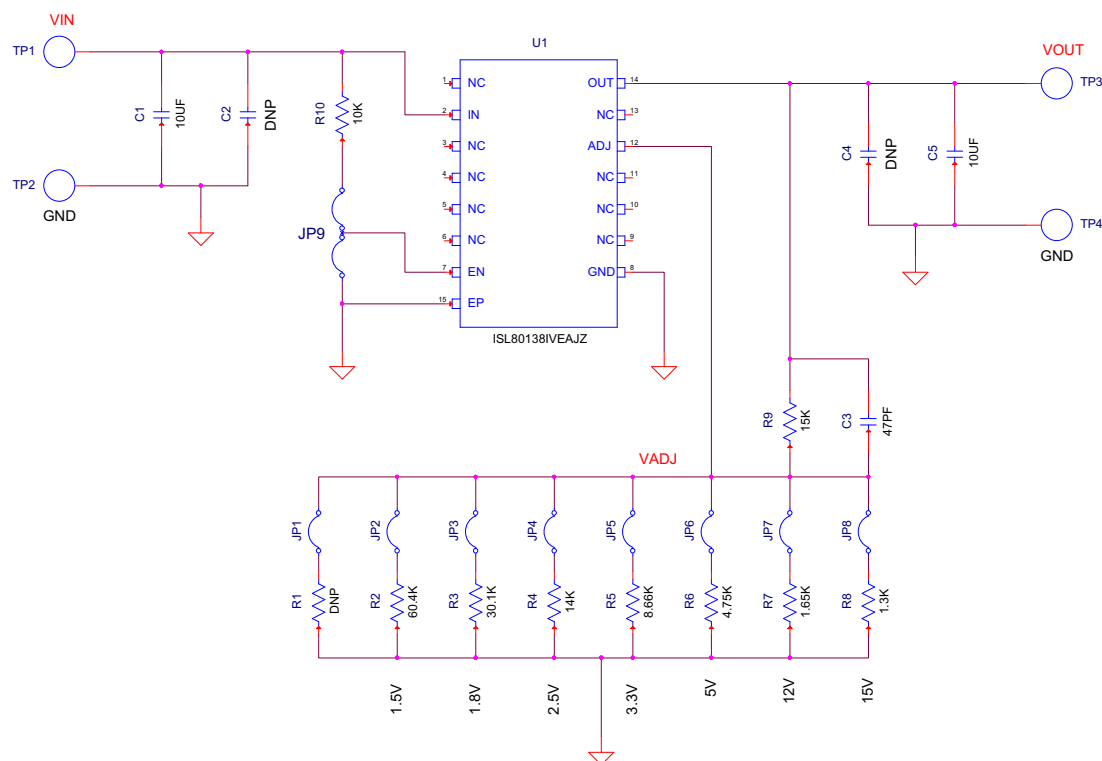 VIN
TP1
TP2
GND
C1
10UF
C2
DNP
R10
10K
JP9
U1
1 NC
2 IN
3 NC
4 NC
5 NC
6 NC
7 EN
15 EP
OUT 14
NC 13
ADJ 12
NC 11
NC 10
NC 9
GND 8
ISL80138IVEAJZ
VOUT
TP3
TP4
GND
C4
DNP
C5
10UF
R9
15K
C3
47PF
VADJ
JP1
JP2
JP3
JP4
JP5
JP6
JP7
JP8
R1
DNP
R2
60.4K
R3
30.1K
R4
14K
R5
8.66K
R6
4.75K
R7
1.65K
R8
1.3K
1.5V
1.8V
2.5V
3.3V
5V
12V
15V